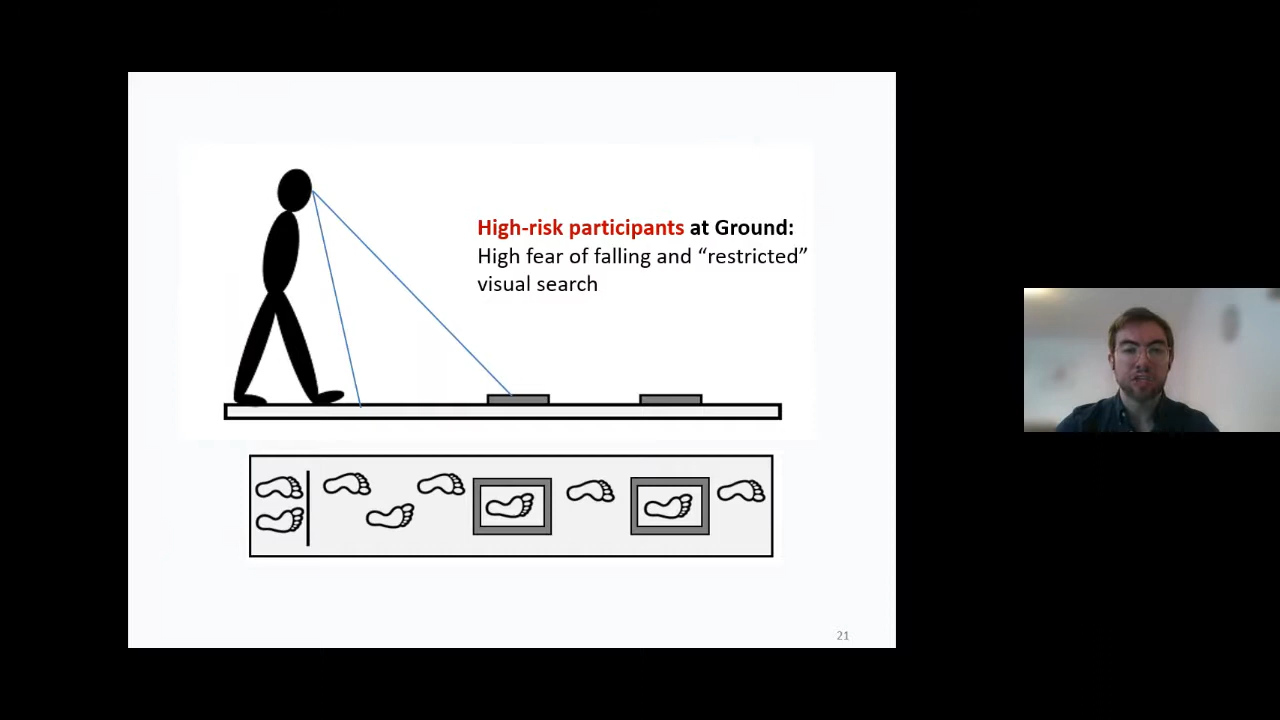 High-risk participants at Ground:
High fear of falling and “restricted”
visual search
21